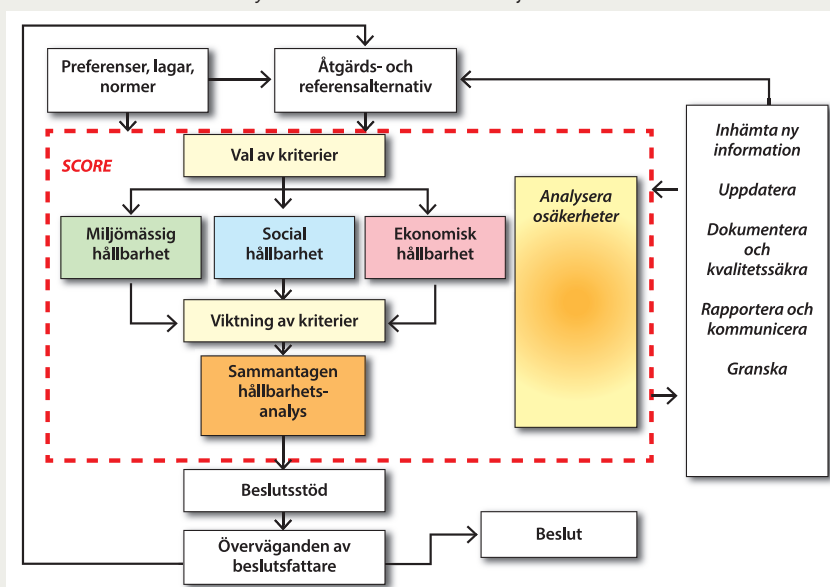 Preferenser, lagar,
normer
Åtgärds- och
referensalternativ
SCORE
Val av kriterier
Miljömässig
hållbarhet
Social
hållbarhet
Ekonomisk
hållbarhet
Viktning av kriterier
Sammantagen
hållbarhets-
analys
Analysera
osäkerheter
Inhämta ny
information
Uppdatera
Dokumentera
och
kvalitetssäkra
Rapportera och
kommunicera
Granska
Beslutsstöd
Överväganden av
beslutsfattare
Beslut